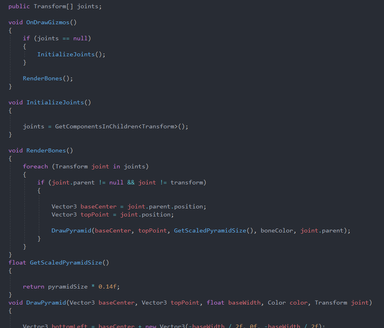 public Transform[] joints;
void OnDrawGizmos()
{
if (joints == null)
{
InitializeJoints();
}
RenderBones();
}
void InitializeJoints()
{
joints = GetComponentsInChildren<Transform>();
}
void RenderBones()
{
foreach (Transform joint in joints)
{
if (joint.parent != null && joint != transform)
{
Vector3 baseCenter = joint.parent.position;
Vector3 topPoint = joint.position;
DrawPyramid(baseCenter, topPoint, GetScaledPyramidSize(), boneColor, joint.parent);
}
}
}
float GetScaledPyramidSize()
{
return pyramidSize * 0.14f;
}
void DrawPyramid(Vector3 baseCenter, Vector3 topPoint, float baseWidth, Color color, Transform joint)
{
Vector3 bottomLeft = baseCenter + new Vector3(-baseWidth / 2f, 0f, -baseWidth / 2f);